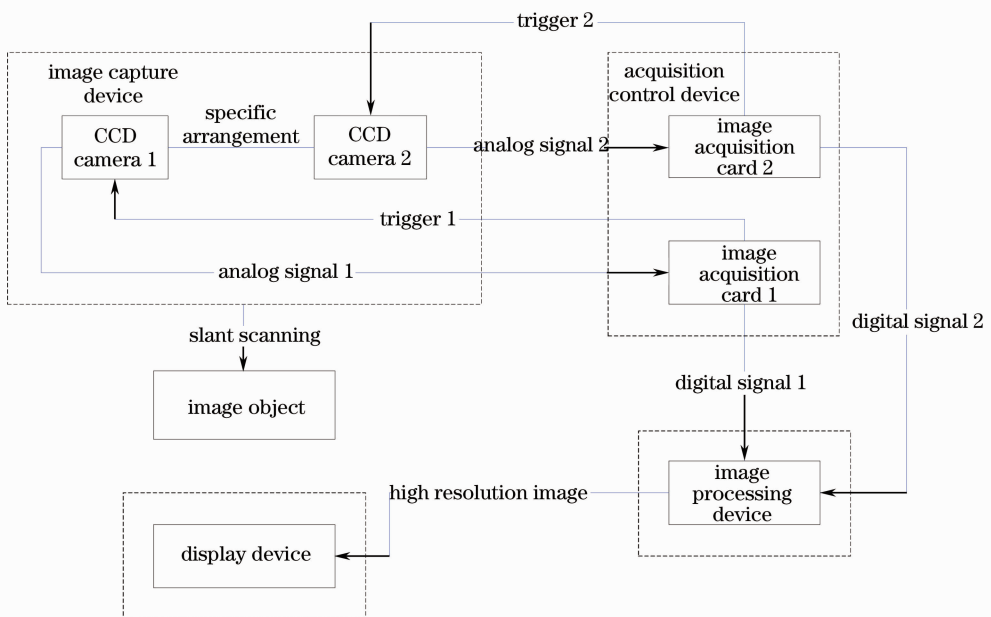 trigger 2
image capture
device
acquisition
control device
specific
arrangement
CCD
camera 1
CCD
camera 2
analog signal 2
image
acquisition
card 2
trigger 1
analog signal 1
image
acquisition
card 1
digital signal 2
slant scanning
digital signal 1
image object
high resolution image
image
processing
device
display device